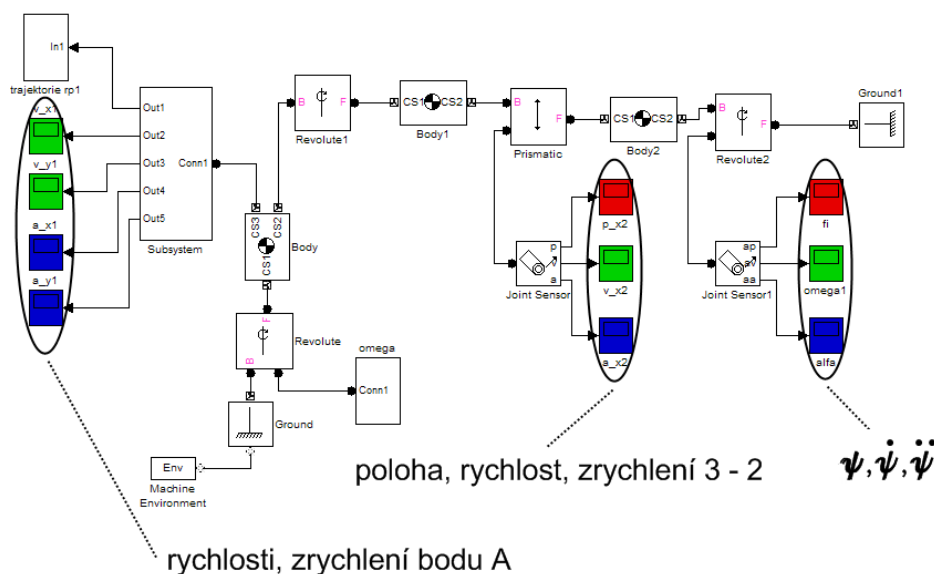 In1
trajektorie rp1
v_x1
v_y1
a_x1
a_y1
Out1
Out2
Out3
Out4
Out5
Conn1
Subsystem
CS3
CS2
CS1
Body
B
F
Revolute1
CS1
CS2
Body1
B
F
Prismatic
CS1
CS2
Body2
B
F
Revolute2
Ground1
p
v
a
Joint Sensor
p_x2
v_x2
a_x2
ap
av
aa
Joint Sensor1
fi
omega1
alfa
F
B
Revolute
omega
Conn1
Ground
Env
Machine
Environment
poloha, rychlost, zrychlení 3 - 2
ψ, ψ̇, ψ̈
rychlosti, zrychlení bodu A